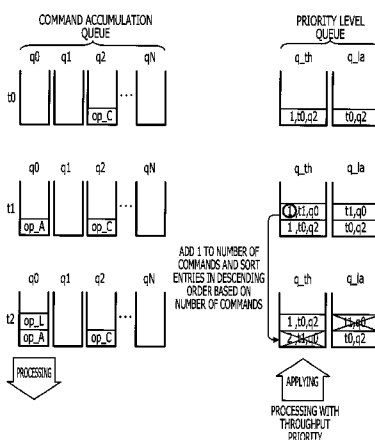 COMMAND ACCUMULATION
QUEUE
PRIORITY LEVEL
QUEUE
q0 q1 q2 qN
q_th q_la
t0
...
op_C
1,t0,q2 t0,q2
q0 q1 q2 qN
q_th q_la
t1
...
1,t1,q0 t1,q0
op_A op_C
1,t0,q2 t0,q2
ADD 1 TO NUMBER OF
COMMANDS AND SORT
ENTRIES IN DESCENDING
ORDER BASED ON
NUMBER OF COMMANDS
q0 q1 q2 qN
q_th q_la
t2
...
op_L
1,t0,q2 t1,q0
op_A op_C
2,t1,q0 t0,q2
PROCESSING
APPLYING
PROCESSING WITH
THROUGHPUT
PRIORITY